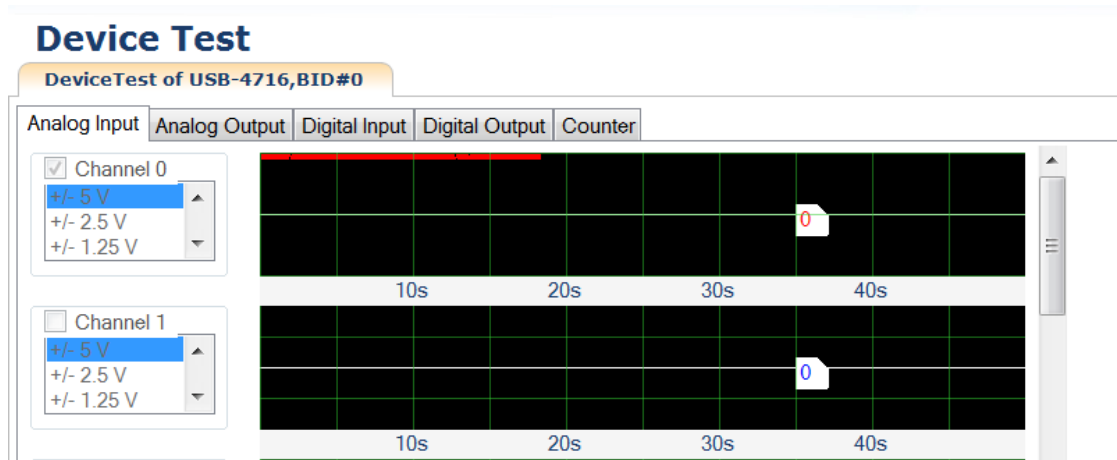 Device Test
DeviceTest of USB-4716,BID#0
Analog Input Analog Output Digital Input Digital Output Counter
Channel 0
+/- 5 V
+/- 2.5 V
+/- 1.25 V
0
10s 20s 30s 40s
Channel 1
+/- 5 V
+/- 2.5 V
+/- 1.25 V
0
10s 20s 30s 40s